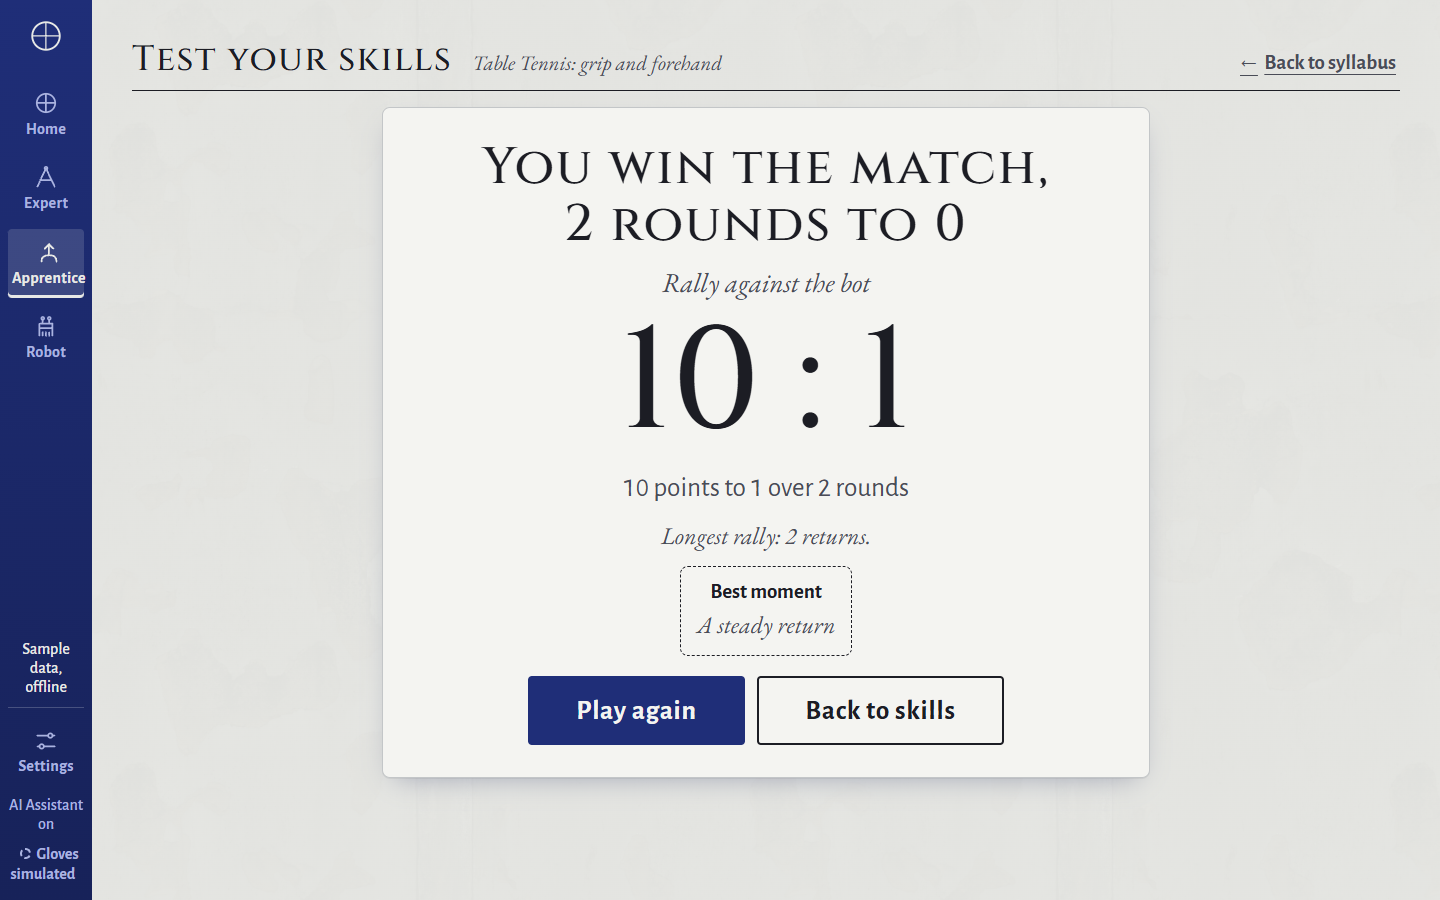 Home
Expert
Apprentice
Robot
Sample
data,
offline
Settings
AI Assistant
on
Gloves
simulated
Test your skills
Table Tennis: grip and forehand
← Back to syllabus
You win the match,
2 rounds to 0
Rally against the bot
10 : 1
10 points to 1 over 2 rounds
Longest rally: 2 returns.
Best moment
A steady return
Play again
Back to skills